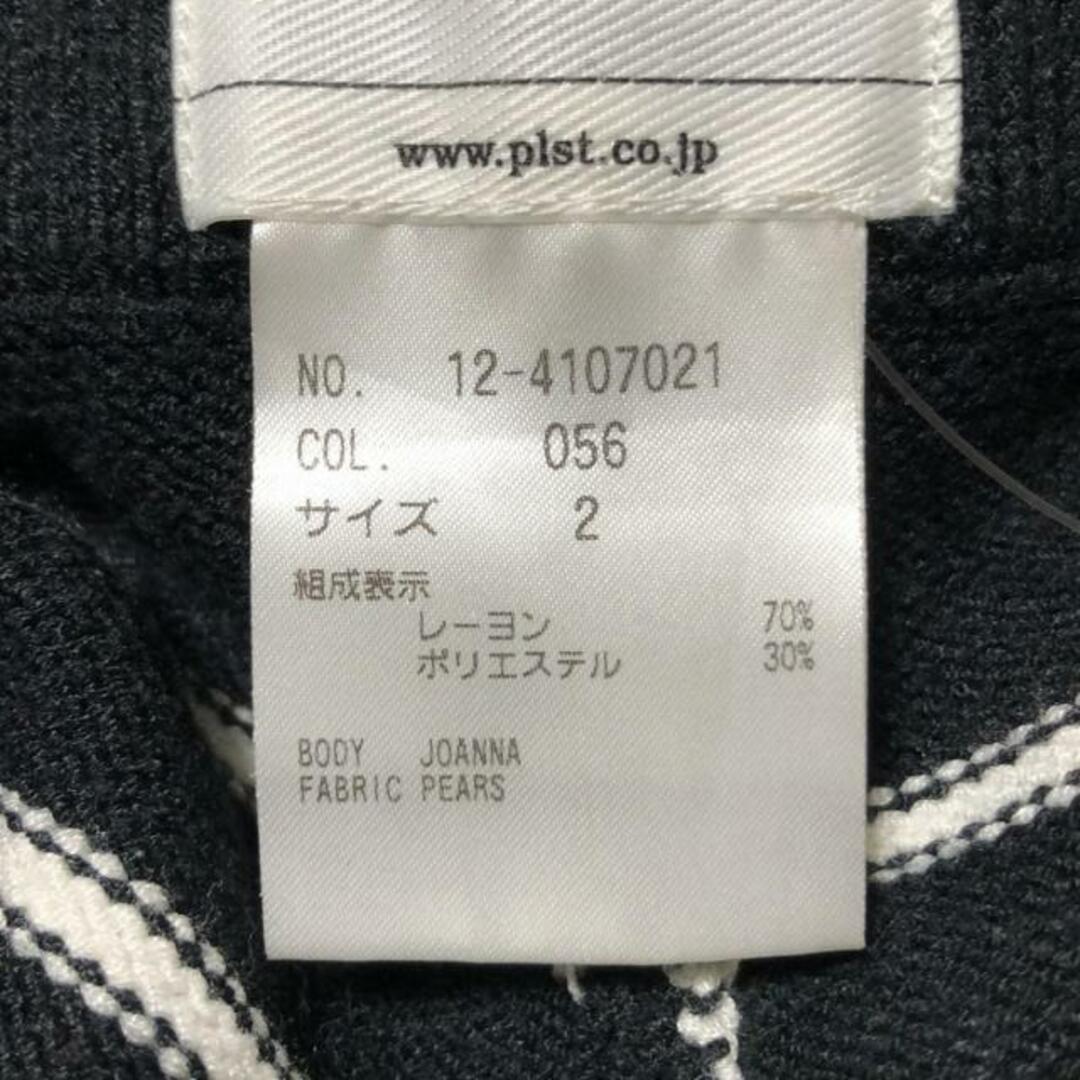 www.plst.co.jp
NO. 12-4107021
COL. 056
サイズ 2
組成表示
レーヨン 70%
ポリエステル 30%
BODY JOANNA
FABRIC PEARS